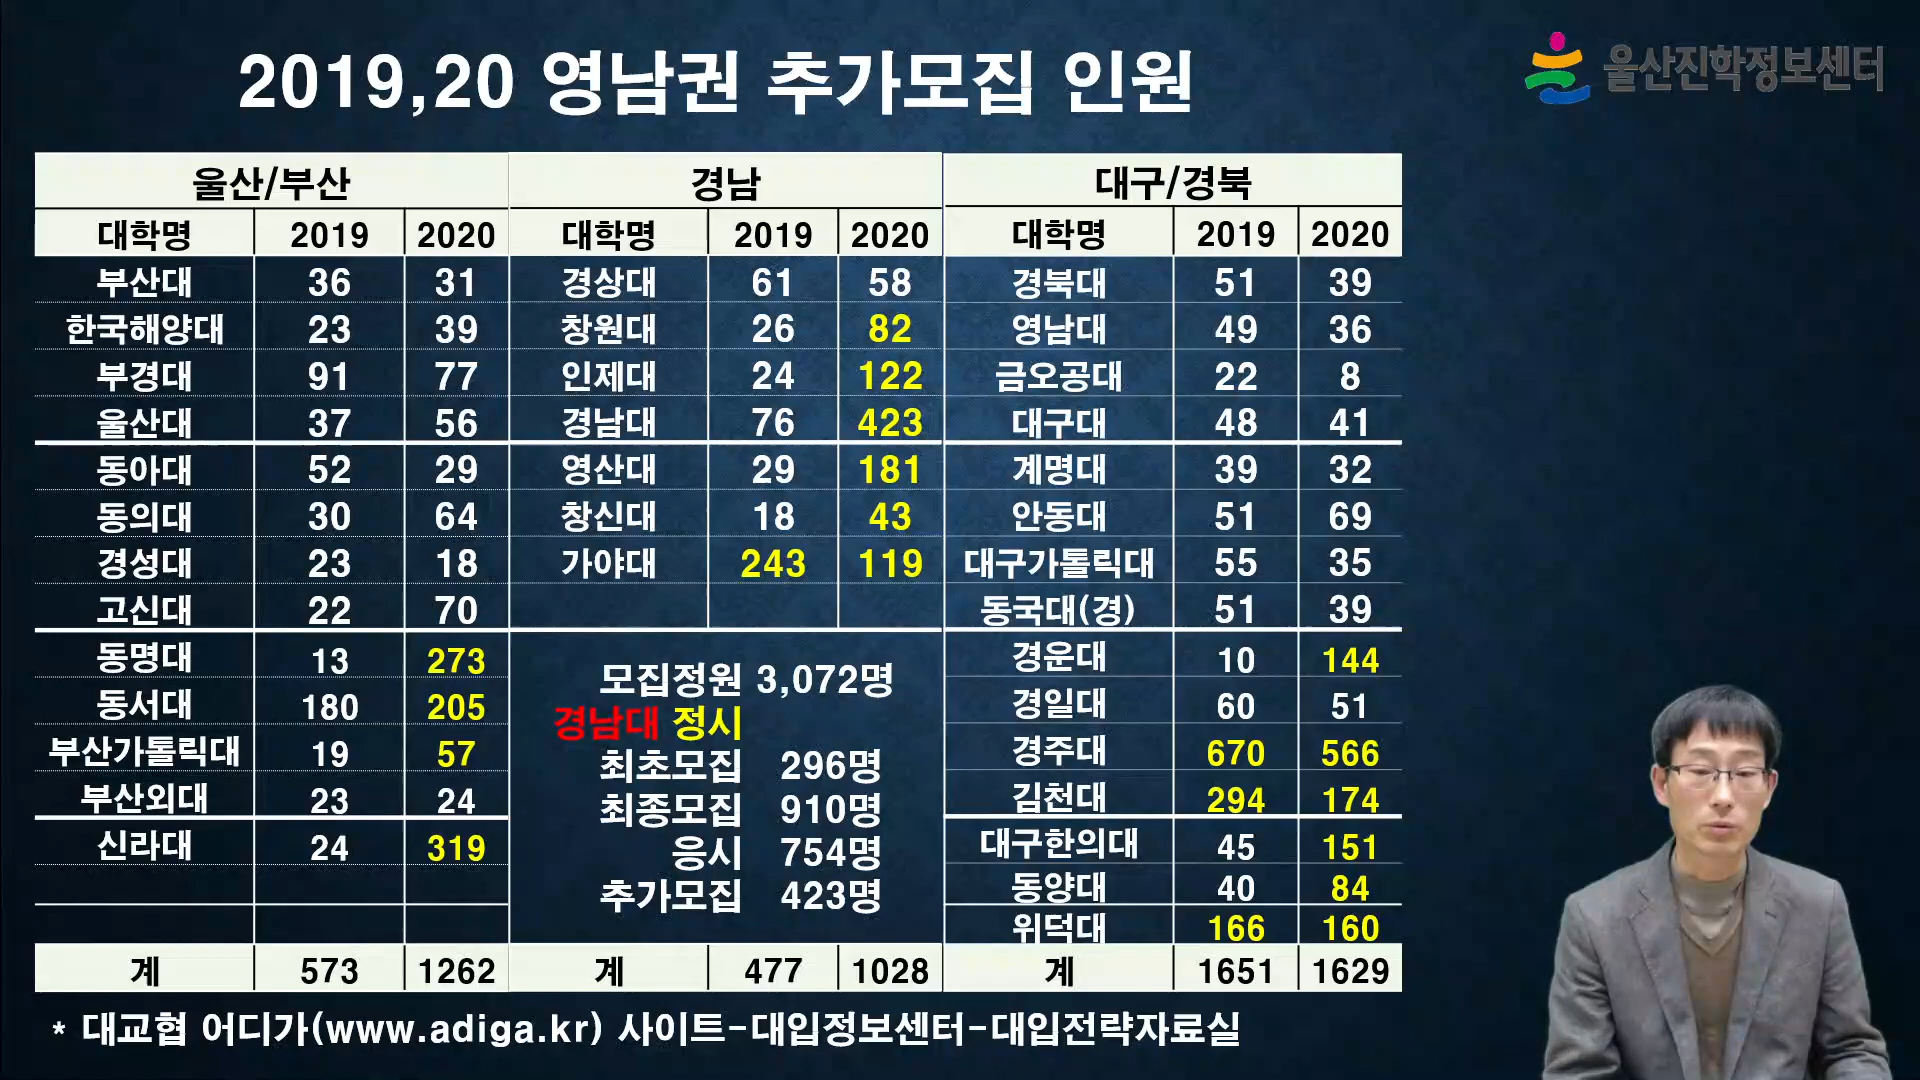 2019,20 영남권 추가모집 인원
울산진학정보센터
울산/부산 경남 대구/경북
대학명 2019 2020 대학명 2019 2020 대학명 2019 2020
부산대 36 31 경상대 61 58 경북대 51 39
한국해양대 23 39 창원대 26 82 영남대 49 36
부경대 91 77 인제대 24 122 금오공대 22 8
울산대 37 56 경남대 76 423 대구대 48 41
동아대 52 29 영산대 29 181 계명대 39 32
동의대 30 64 창신대 18 43 안동대 51 69
경성대 23 18 가야대 243 119 대구가톨릭대 55 35
고신대 22 70 동국대(경) 51 39
동명대 13 273 경운대 10 144
동서대 180 205 경일대 60 51
부산가톨릭대 19 57 경주대 670 566
부산외대 23 24 김천대 294 174
신라대 24 319 대구한의대 45 151
동양대 40 84
위덕대 166 160
모집정원 3,072명
경남대 정시
최초모집 296명
최종모집 910명
응시 754명
추가모집 423명
계 573 1262 계 477 1028 계 1651 1629
* 대교협 어디가(www.adiga.kr) 사이트-대입정보센터-대입전략자료실